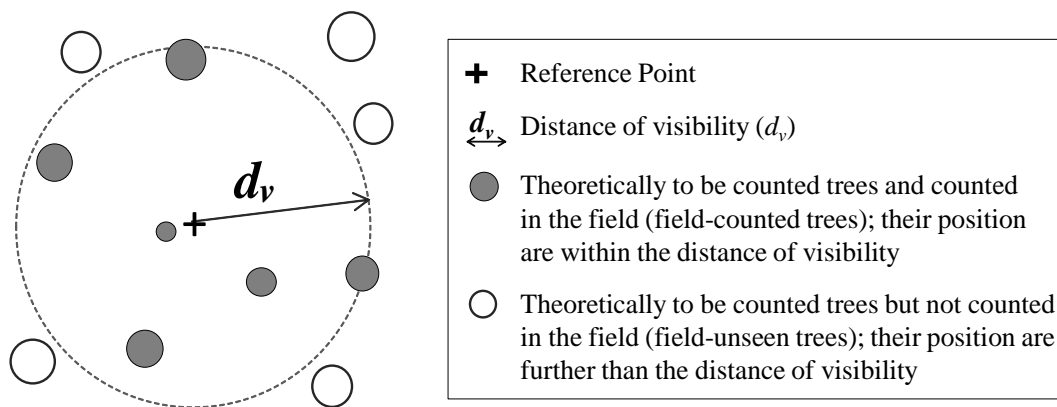 d_v
Reference Point
d_v Distance of visibility (d_v)
Theoretically to be counted trees and counted
in the field (field-counted trees); their position
are within the distance of visibility
Theoretically to be counted trees but not counted
in the field (field-unseen trees); their position are
further than the distance of visibility